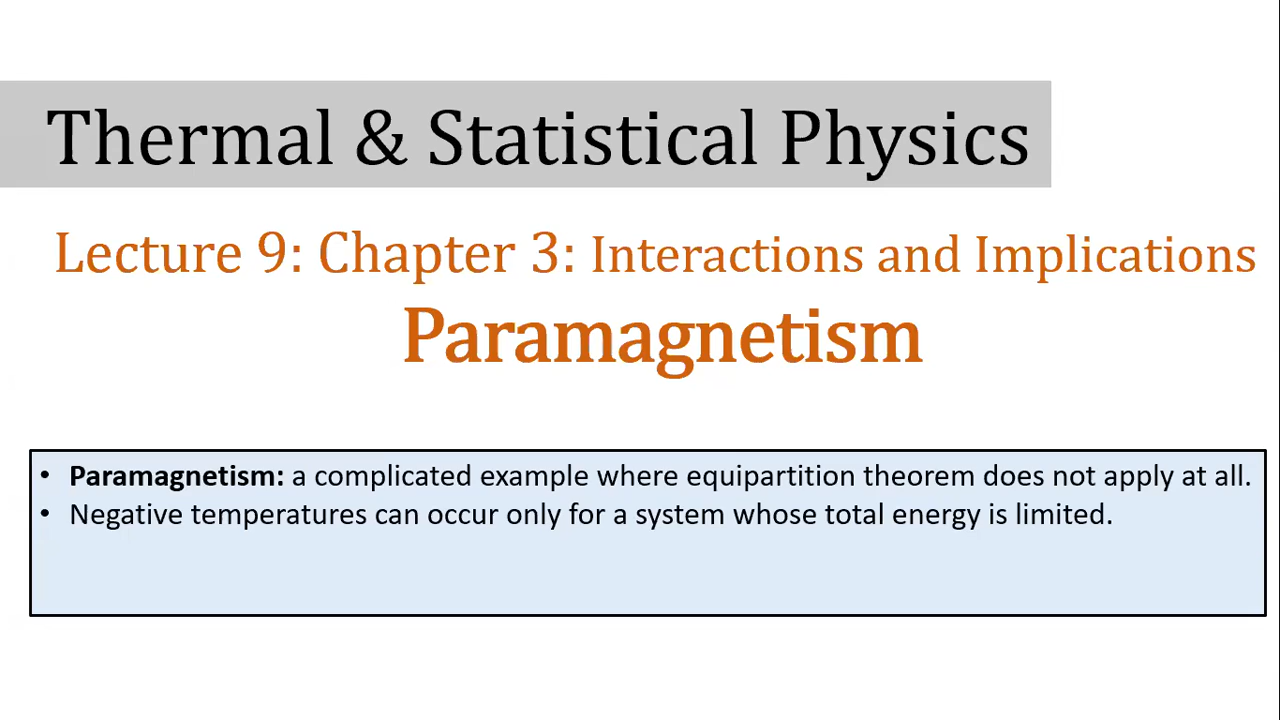 Thermal & Statistical Physics
Lecture 9: Chapter 3: Interactions and Implications
Paramagnetism
• Paramagnetism: a complicated example where equipartition theorem does not apply at all.
• Negative temperatures can occur only for a system whose total energy is limited.